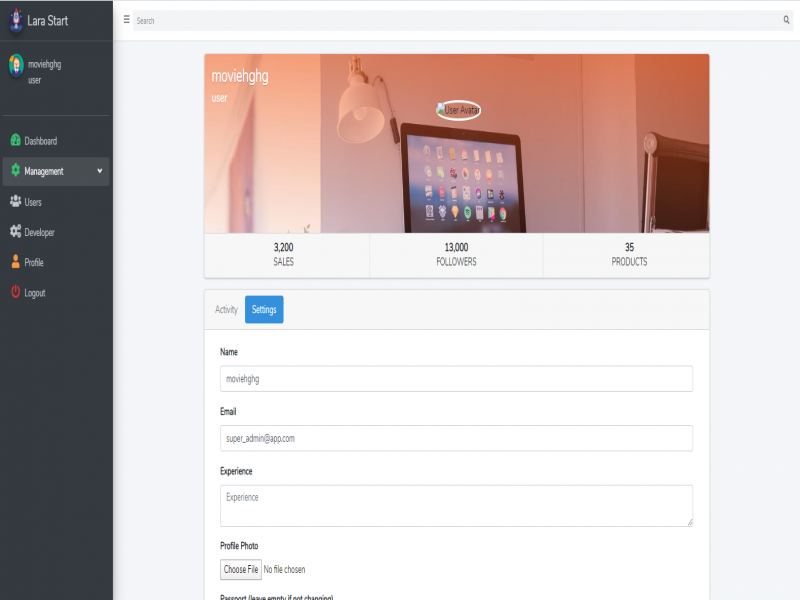 Lara Start
Search
moviehghg
user
Dashboard
Management
Users
Developer
Profile
Logout
moviehghg
user
User Avatar
3,200
SALES
13,000
FOLLOWERS
35
PRODUCTS
Activity
Settings
Name
moviehghg
Email
super_admin@app.com
Experience
Experience
Profile Photo
Choose File No file chosen
Passport (leave empty if not changing)